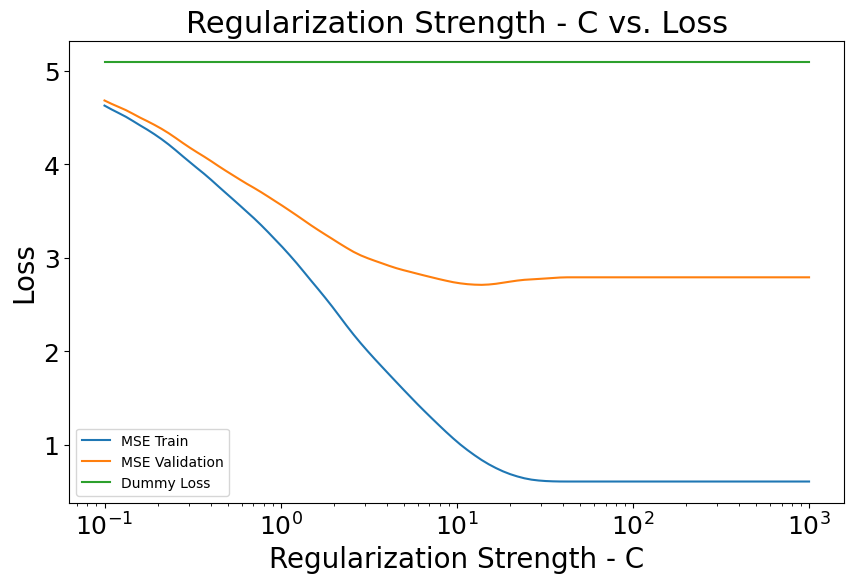 Regularization Strength - C vs. Loss
Loss
5
4
3
2
1
MSE Train
MSE Validation
Dummy Loss
10⁻¹ 10⁰ 10¹ 10² 10³
Regularization Strength - C